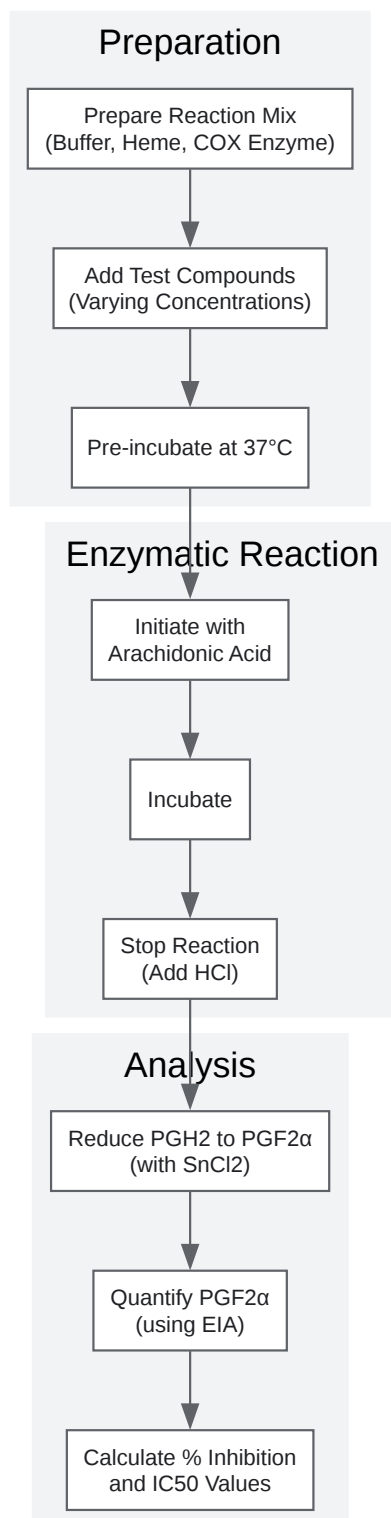 Preparation
Prepare Reaction Mix
(Buffer, Heme, COX Enzyme)
Add Test Compounds
(Varying Concentrations)
Pre-incubate at 37°C
Enzymatic Reaction
Initiate with
Arachidonic Acid
Incubate
Stop Reaction
(Add HCl)
Analysis
Reduce PGH2 to PGF2α
(with SnCl2)
Quantify PGF2α
(using EIA)
Calculate % Inhibition
and IC50 Values